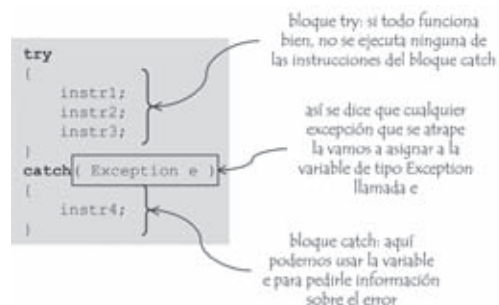 try
{
instr1;
instr2;
instr3;
}
catch( Exception e )
{
instr4;
}
bloque try: si todo funciona
bien, no se ejecuta ninguna de
las instrucciones del bloque catch
así se dice que cualquier
excepción que se atrape
la vamos a asignar a la
variable de tipo Exception
llamada e
bloque catch: aquí
podemos usar la variable
e para pedirle información
sobre el error